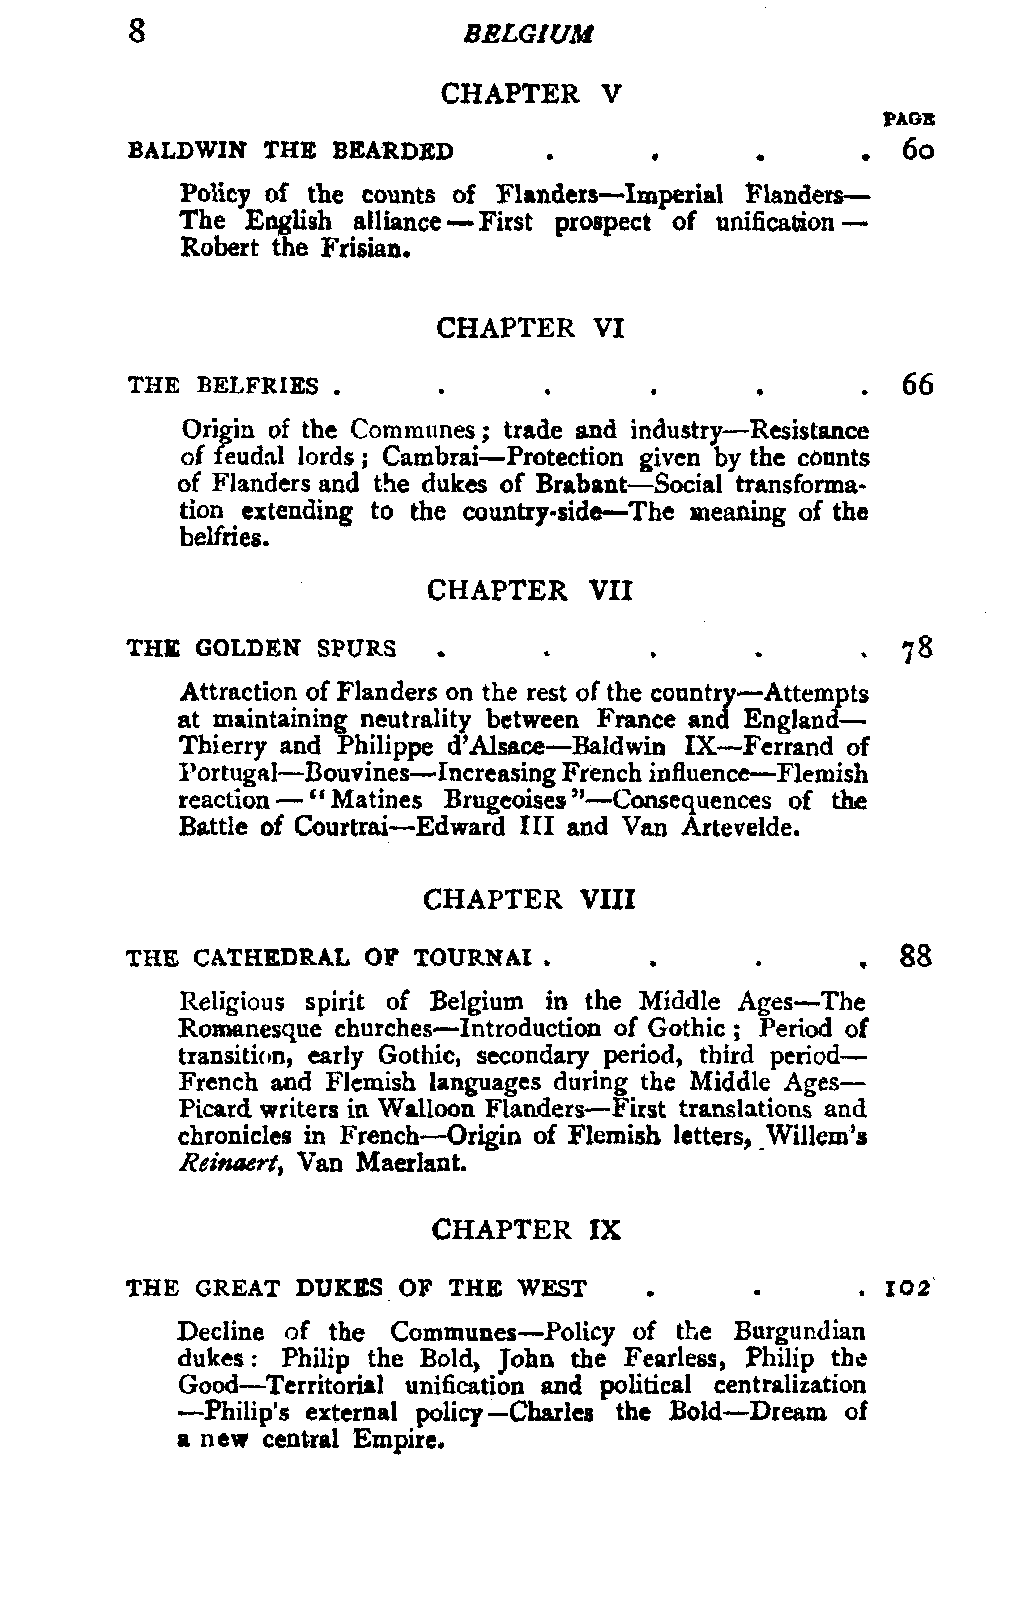 8 BELGIUM
CHAPTER V
PAGE
BALDWIN THE BEARDED . . . . 60
Policy of the counts of Flanders—Imperial Flanders—
The English alliance — First prospect of unification —
Robert the Frisian.
CHAPTER VI
THE BELFRIES . . . . . . 66
Origin of the Communes ; trade and industry—Resistance
of feudal lords ; Cambrai—Protection given by the counts
of Flanders and the dukes of Brabant—Social transforma-
tion extending to the country-side—The meaning of the
belfries.
CHAPTER VII
THE GOLDEN SPURS . . . . . 78
Attraction of Flanders on the rest of the country—Attempts
at maintaining neutrality between France and England—
Thierry and Philippe d'Alsace—Baldwin IX—Ferrand of
Portugal—Bouvines—Increasing French influence—Flemish
reaction — “ Matines Brugeoises ”—Consequences of the
Battle of Courtrai—Edward III and Van Artevelde.
CHAPTER VIII
THE CATHEDRAL OF TOURNAI . . . . 88
Religious spirit of Belgium in the Middle Ages—The
Romanesque churches—Introduction of Gothic ; Period of
transition, early Gothic, secondary period, third period—
French and Flemish languages during the Middle Ages—
Picard writers in Walloon Flanders—First translations and
chronicles in French—Origin of Flemish letters, Willem's
Reinaert, Van Maerlant.
CHAPTER IX
THE GREAT DUKES OF THE WEST . . . 102
Decline of the Communes—Policy of the Burgundian
dukes : Philip the Bold, John the Fearless, Philip the
Good—Territorial unification and political centralization
—Philip's external policy—Charles the Bold—Dream of
a new central Empire.